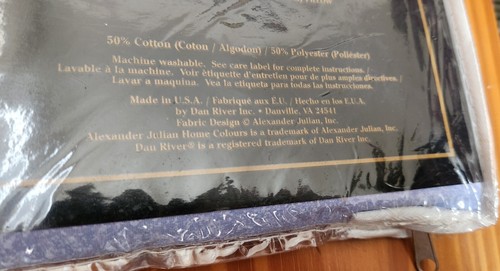 50% Cotton (Coton / Algodon) / 50% Polyester (Poliéster)
Machine washable. See care label for complete instructions. /
Lavable à la machine. Voir étiquette d'entretien pour de plus amples directives. /
Lavar a maquina. Vea la etiqueta para todas las instrucciones.
Made in U.S.A. / Fabriqué aux É.U. / Hecho en los E.U.A.
by Dan River Inc. • Danville, VA 24541
Fabric Design © Alexander Julian, Inc.
Alexander Julian Home Colours is a trademark of Alexander Julian, Inc.
Dan River® is a registered trademark of Dan River Inc.